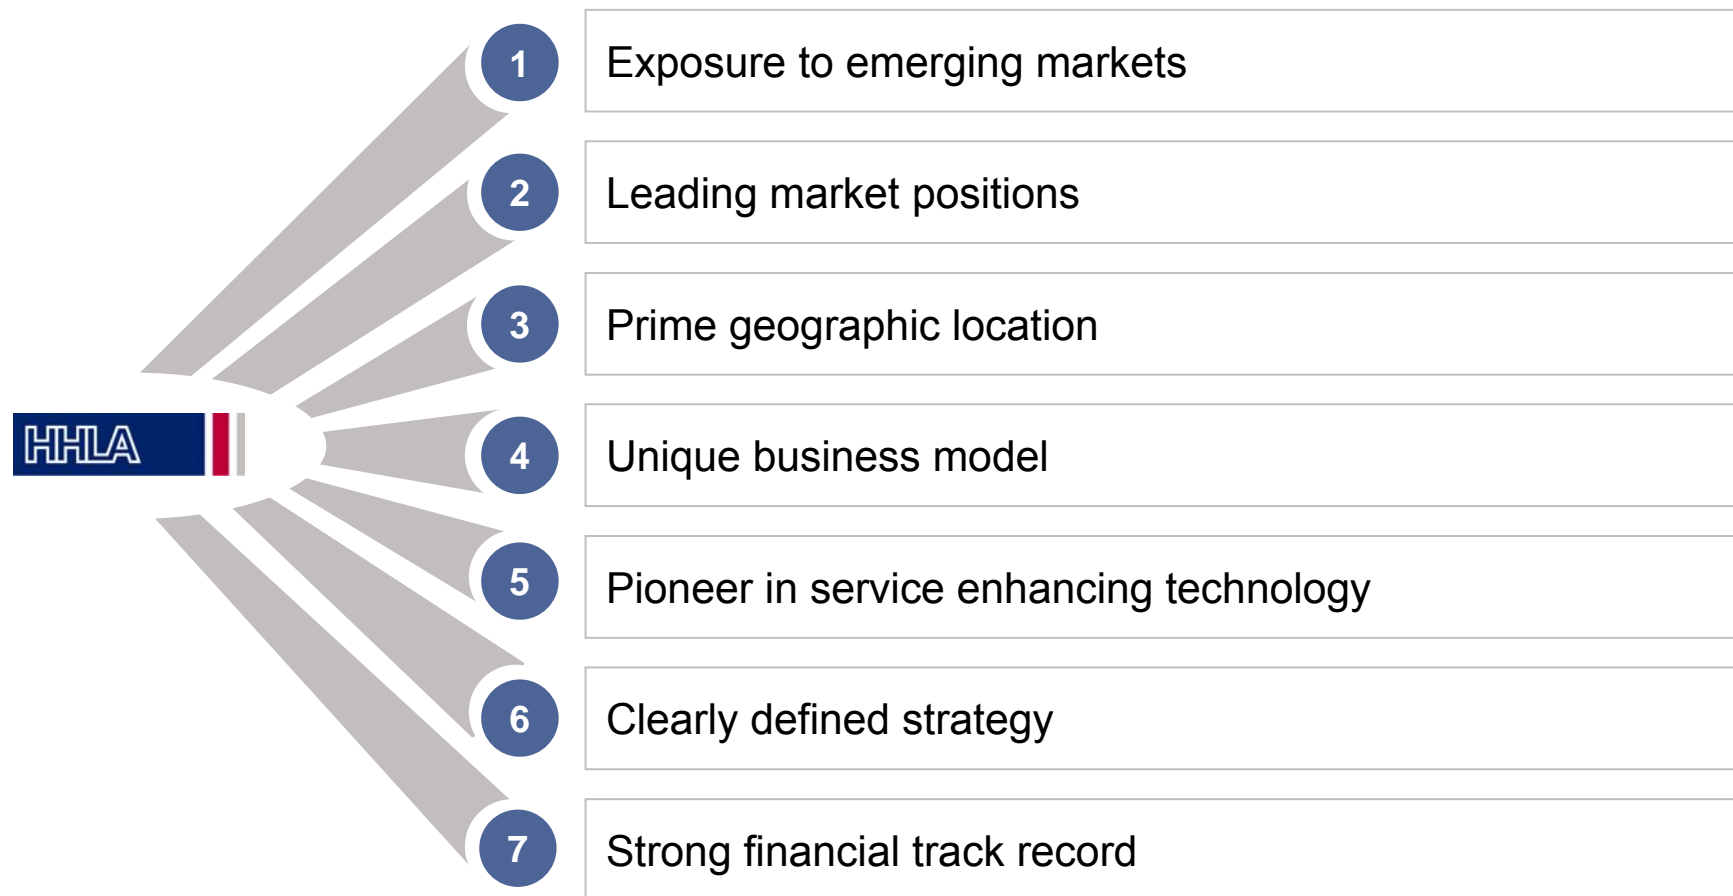 1 Exposure to emerging markets
2 Leading market positions
3 Prime geographic location
HHLA
4 Unique business model
5 Pioneer in service enhancing technology
6 Clearly defined strategy
7 Strong financial track record